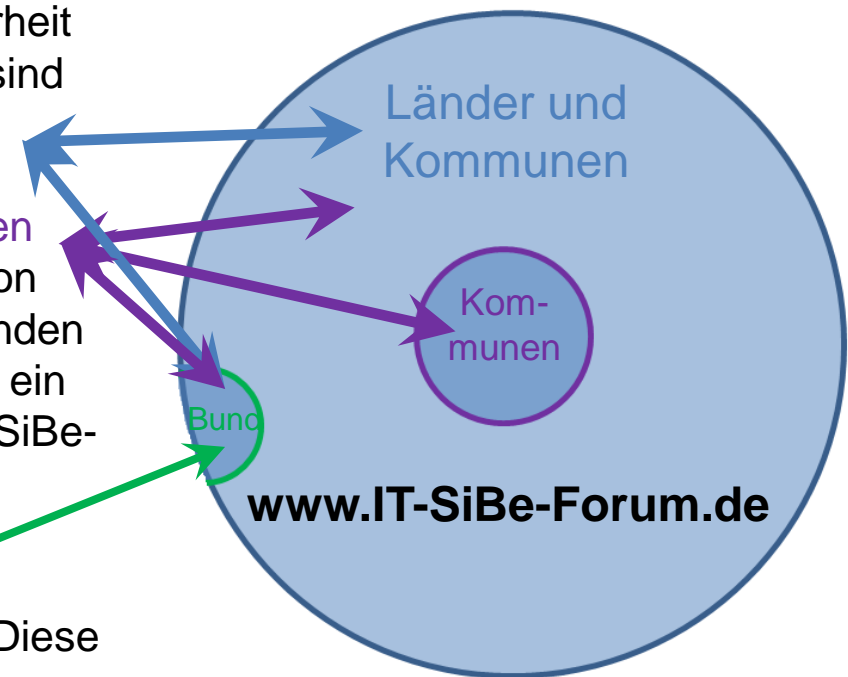 rheit
sind
en
on
nden
ein
SiBe-
Diese
Länder und
Kommunen
Kom-
munen
Bund
www.IT-SiBe-Forum.de